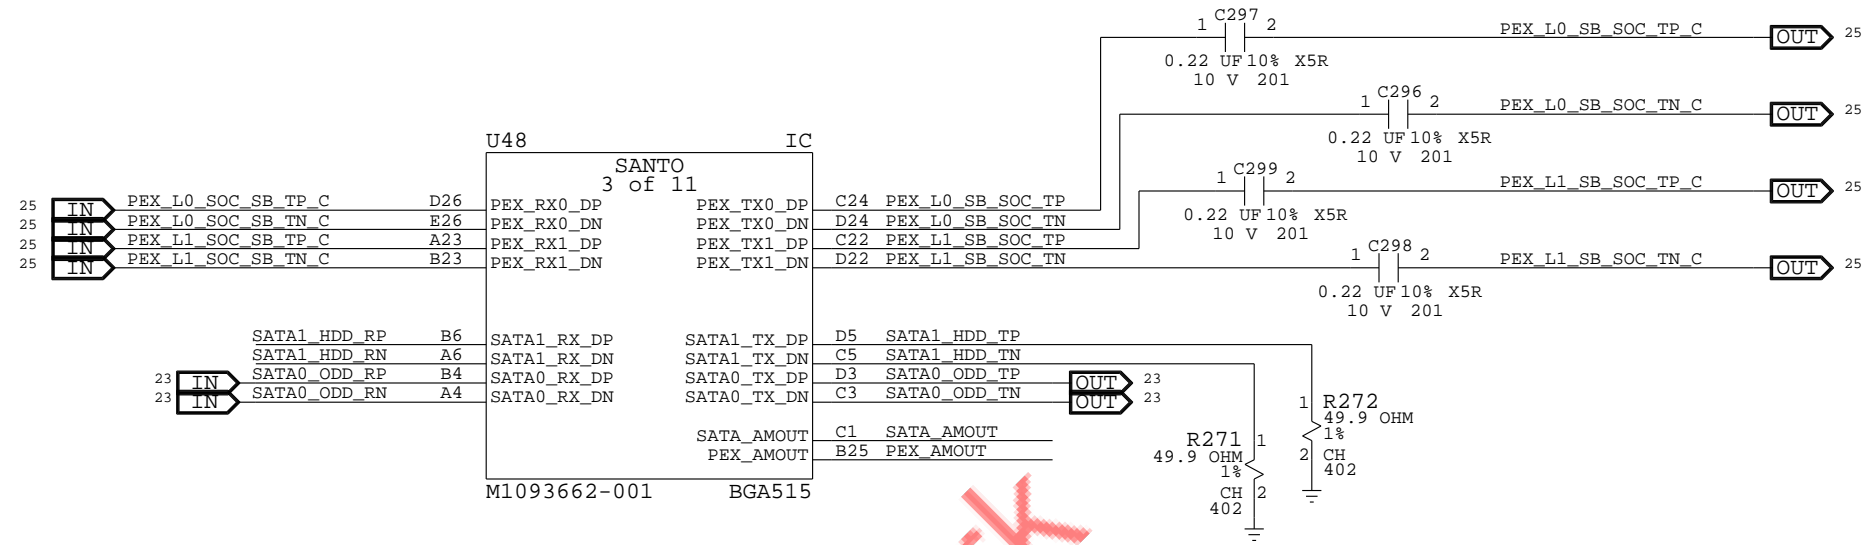 C297
1 2 PEX_L0_SB_SOC_TP_C OUT 25
0.22 UF 10% X5R
10 V 201
C296
1 2 PEX_L0_SB_SOC_TN_C OUT 25
0.22 UF 10% X5R
10 V 201
C299
1 2 PEX_L1_SB_SOC_TP_C OUT 25
0.22 UF 10% X5R
10 V 201
C298
1 2 PEX_L1_SB_SOC_TN_C OUT 25
0.22 UF 10% X5R
10 V 201
U48 IC
SANTO
3 of 11
25 IN PEX_L0_SOC_SB_TP_C D26 PEX_RX0_DP PEX_TX0_DP C24 PEX_L0_SB_SOC_TP
25 IN PEX_L0_SOC_SB_TN_C E26 PEX_RX0_DN PEX_TX0_DN D24 PEX_L0_SB_SOC_TN
25 IN PEX_L1_SOC_SB_TP_C A23 PEX_RX1_DP PEX_TX1_DP C22 PEX_L1_SB_SOC_TP
25 IN PEX_L1_SOC_SB_TN_C B23 PEX_RX1_DN PEX_TX1_DN D22 PEX_L1_SB_SOC_TN
SATA1_HDD_RP B6 SATA1_RX_DP SATA1_TX_DP D5 SATA1_HDD_TP
SATA1_HDD_RN A6 SATA1_RX_DN SATA1_TX_DN C5 SATA1_HDD_TN
23 IN SATA0_ODD_RP B4 SATA0_RX_DP SATA0_TX_DP D3 SATA0_ODD_TP OUT 23
23 IN SATA0_ODD_RN A4 SATA0_RX_DN SATA0_TX_DN C3 SATA0_ODD_TN OUT 23
SATA_AMOUT C1 SATA_AMOUT
PEX_AMOUT B25 PEX_AMOUT
M1093662-001 BGA515
1 R272
49.9 OHM
1%
2 CH
402
R271 1
49.9 OHM
1%
CH 2
402